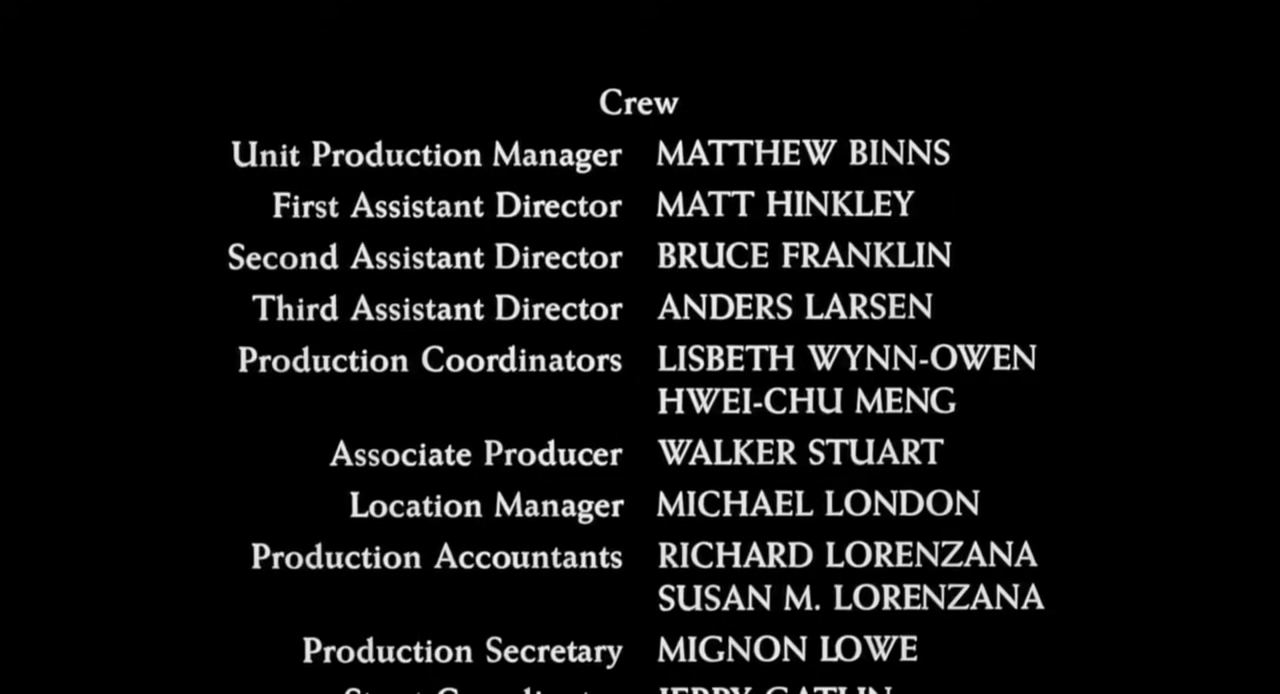 Crew
Unit Production Manager MATTHEW BINNS
First Assistant Director MATT HINKLEY
Second Assistant Director BRUCE FRANKLIN
Third Assistant Director ANDERS LARSEN
Production Coordinators LISBETH WYNN-OWEN
HWEI-CHU MENG
Associate Producer WALKER STUART
Location Manager MICHAEL LONDON
Production Accountants RICHARD LORENZANA
SUSAN M. LORENZANA
Production Secretary MIGNON LOWE